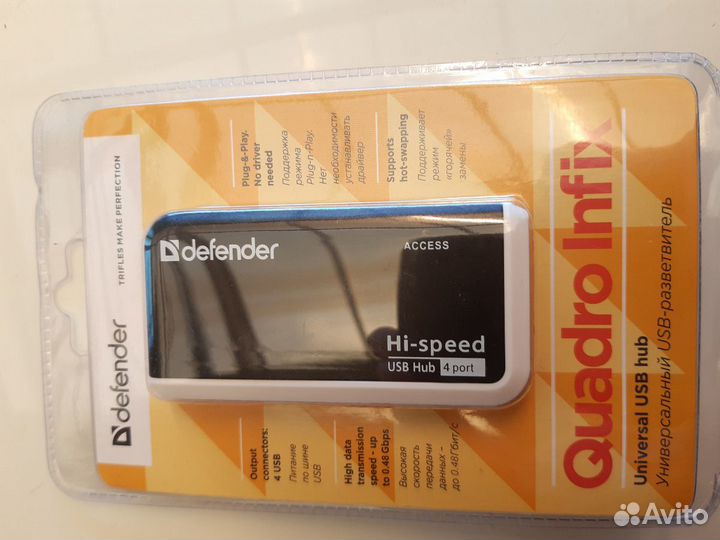 defender
TRIFLES MAKE PERFECTION
Plug-&-Play.
No driver
needed
Поддержка
режима
Plug-n-Play.
Нет
необходимости
устанавливать
драйвер
Supports
hot-swapping
Поддерживает
режим
«горячей»
замены
defender
ACCESS
Hi-speed
USB Hub 4 port
Output
connectors:
4 USB
Питание
по шине
USB
High data
transmission
speed - up
to 0.48 Gbps
Высокая
скорость
передачи
данных -
до 0.48Гбит/с
Quadro Infix
Universal USB hub
Универсальный USB-разветвитель
Avito